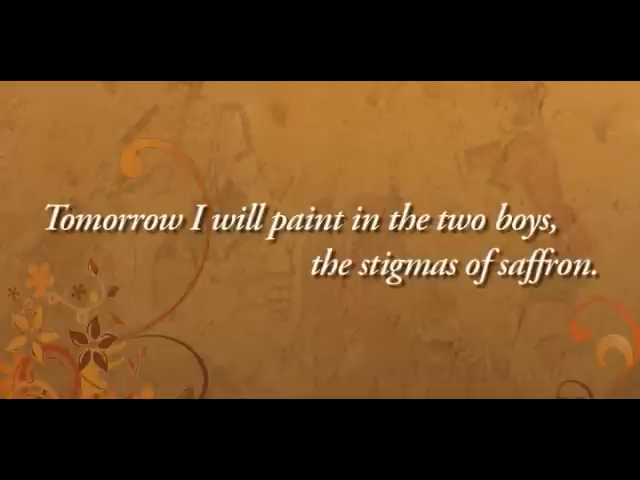 Tomorrow I will paint in the two boys,
the stigmas of saffron.